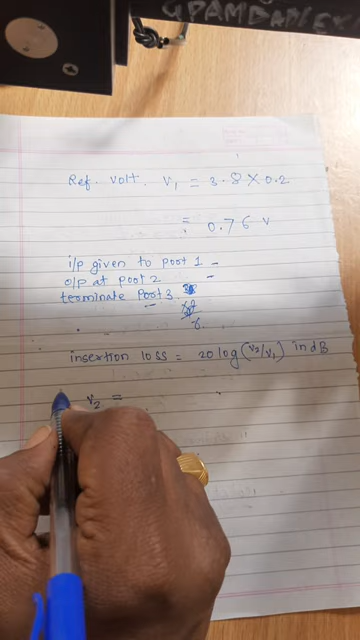 Ref. Volt. V₁ = 3.8 × 0.2
= 0.76 V
i/p given to port 1 -
o/p at port 2 -
terminate port 3
insertion loss = 20 log (V₂/V₁) in dB
V₂ =